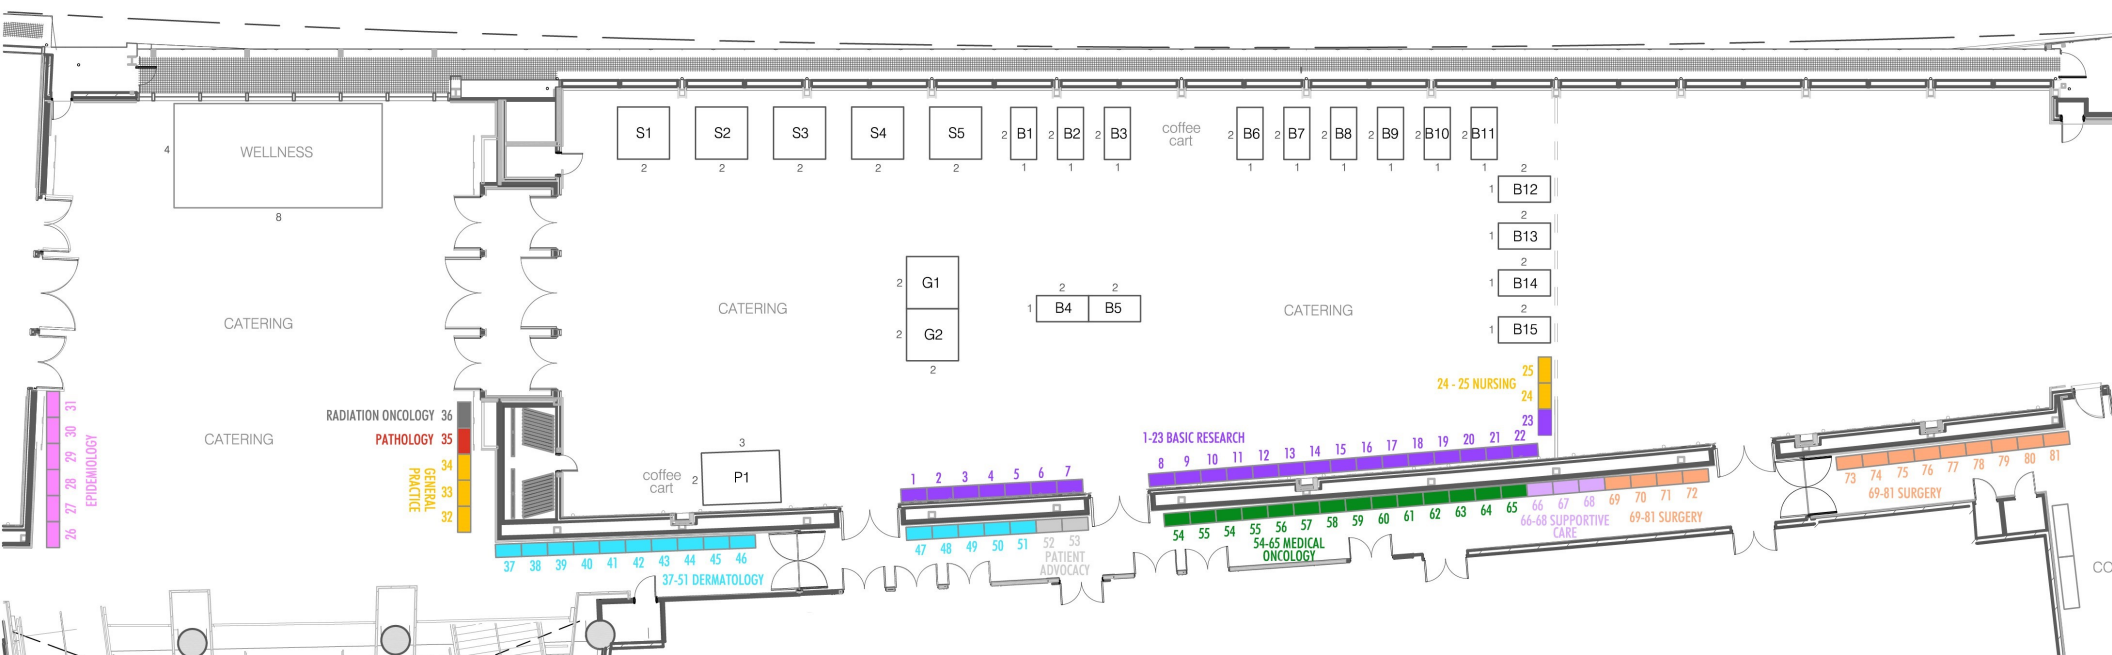 WELLNESS
4
8
S1
2
S2
2
S3
2
S4
2
S5
2
2 B1
1
2 B2
1
2 B3
1
coffee
cart
2 B6
1
2 B7
1
2 B8
1
2 B9
1
2 B10
1
2 B11
1
2
1 B12
2
1 B13
2
1 B14
2
1 B15
2 G1
2 G2
2
2 2
1 B4 B5
CATERING
CATERING
CATERING
CATERING
25
24 - 25 NURSING
24
23
31
30
29
28
27
26
EPIDEMIOLOGY
RADIATION ONCOLOGY 36
PATHOLOGY 35
34
33
32
GENERAL
PRACTICE
coffee
cart
3
2 P1
1-23 BASIC RESEARCH
1 2 3 4 5 6 7
8 9 10 11 12 13 14 15 16 17 18 19 20 21 22
37 38 39 40 41 42 43 44 45 46
37-51 DERMATOLOGY
47 48 49 50 51 52 53
PATIENT
ADVOCACY
54 55 54 55 56 57 58 59 60 61 62 63 64 65
54-65 MEDICAL
ONCOLOGY
66 67 68
66-68 SUPPORTIVE
CARE
69 70 71 72
69-81 SURGERY
73 74 75 76 77 78 79 80 81
69-81 SURGERY
CO